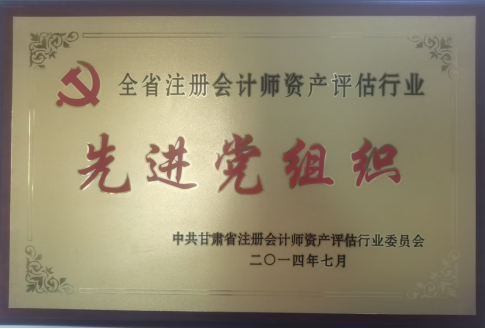 全省注册会计师资产评估行业
先进党组织
中共甘肃省注册会计师资产评估行业委员会
二〇一四年七月